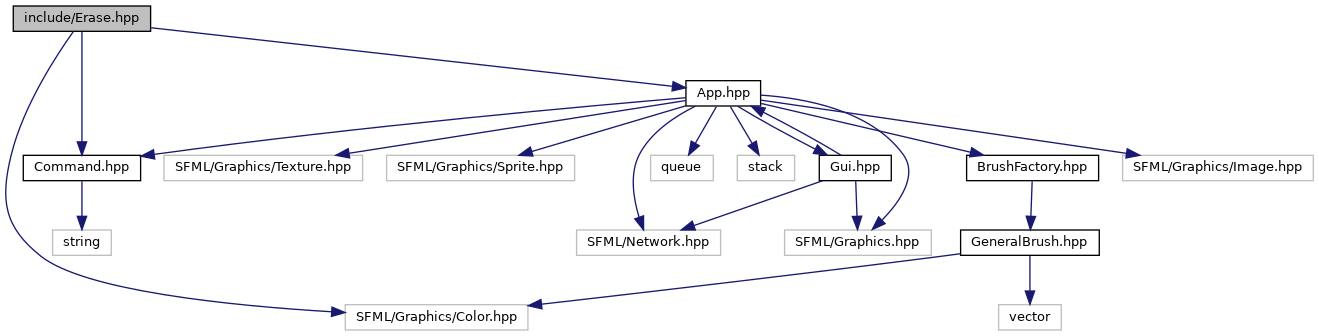 include/Erase.hpp
App.hpp
Command.hpp
SFML/Graphics/Texture.hpp
SFML/Graphics/Sprite.hpp
queue
stack
Gui.hpp
BrushFactory.hpp
SFML/Graphics/Image.hpp
string
SFML/Network.hpp
SFML/Graphics.hpp
GeneralBrush.hpp
SFML/Graphics/Color.hpp
vector